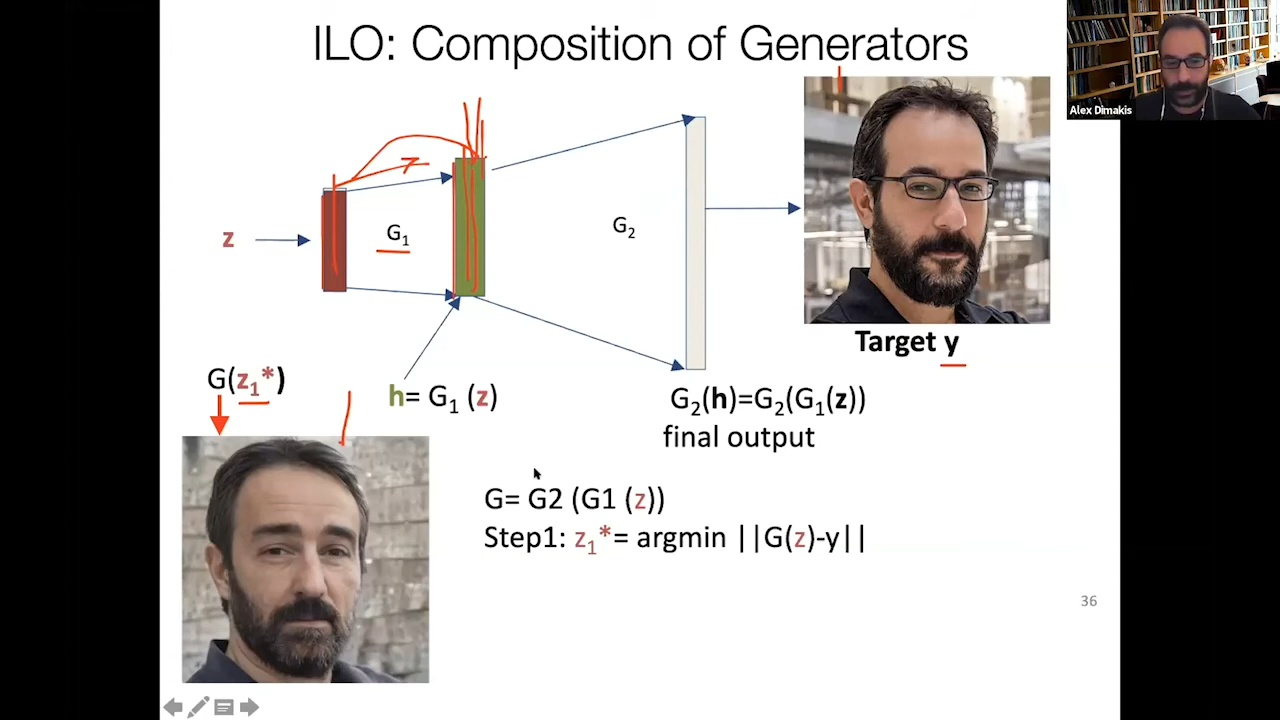 ILO: Composition of Generators
Alex Dimakis
z
G₁
G₂
Target y
G(z₁*)
h= G₁ (z)
G₂(h)=G₂(G₁(z))
final output
G= G2 (G1 (z))
Step1: z₁*= argmin ||G(z)-y||
36